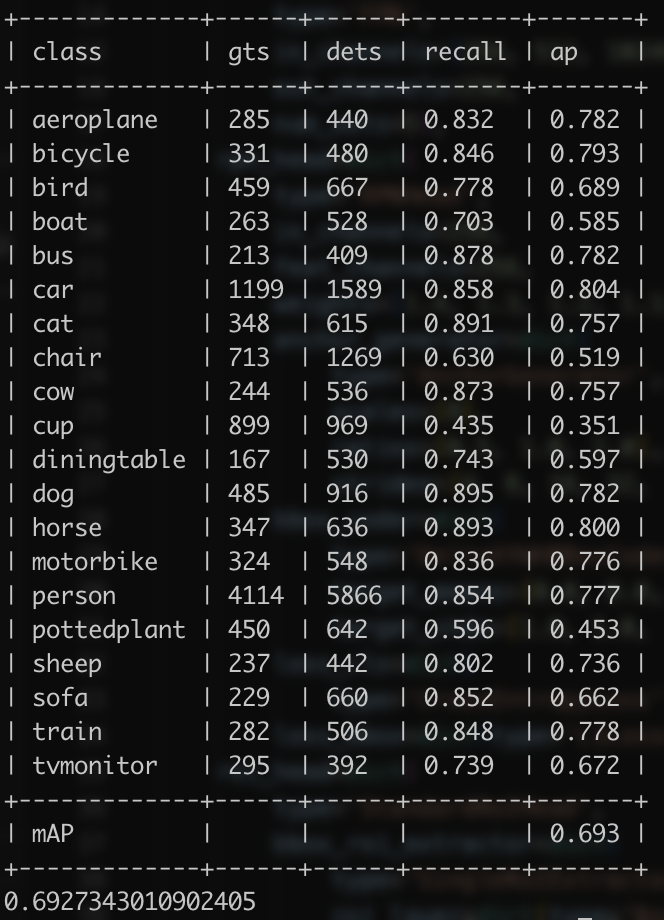 +-------------+------+------+--------+-------+
| class       | gts  | dets | recall | ap    |
+-------------+------+------+--------+-------+
| aeroplane   | 285  | 440  | 0.832  | 0.782 |
| bicycle     | 331  | 480  | 0.846  | 0.793 |
| bird        | 459  | 667  | 0.778  | 0.689 |
| boat        | 263  | 528  | 0.703  | 0.585 |
| bus         | 213  | 409  | 0.878  | 0.782 |
| car         | 1199 | 1589 | 0.858  | 0.804 |
| cat         | 348  | 615  | 0.891  | 0.757 |
| chair       | 713  | 1269 | 0.630  | 0.519 |
| cow         | 244  | 536  | 0.873  | 0.757 |
| cup         | 899  | 969  | 0.435  | 0.351 |
| diningtable | 167  | 530  | 0.743  | 0.597 |
| dog         | 485  | 916  | 0.895  | 0.782 |
| horse       | 347  | 636  | 0.893  | 0.800 |
| motorbike   | 324  | 548  | 0.836  | 0.776 |
| person      | 4114 | 5866 | 0.854  | 0.777 |
| pottedplant | 450  | 642  | 0.596  | 0.453 |
| sheep       | 237  | 442  | 0.802  | 0.736 |
| sofa        | 229  | 660  | 0.852  | 0.662 |
| train       | 282  | 506  | 0.848  | 0.778 |
| tvmonitor   | 295  | 392  | 0.739  | 0.672 |
+-------------+------+------+--------+-------+
| mAP         |      |      |        | 0.693 |
+-------------+------+------+--------+-------+
0.6927343010902405